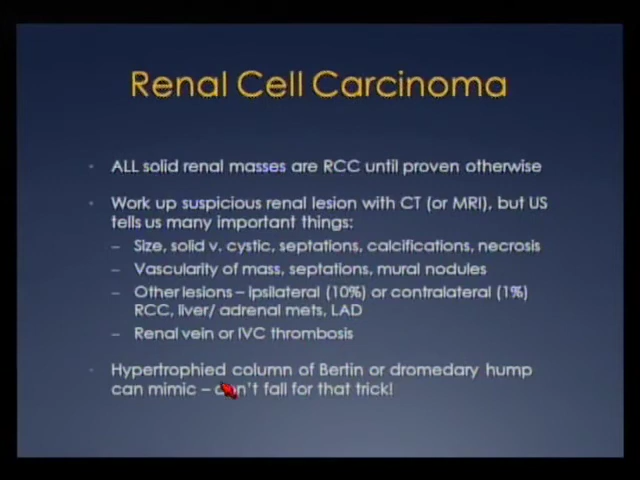 Renal Cell Carcinoma
ALL solid renal masses are RCC until proven otherwise
Work up suspicious renal lesion with CT (or MRI), but US
tells us many important things:
– Size, solid v. cystic, septations, calcifications, necrosis
– Vascularity of mass, septations, mural nodules
– Other lesions – ipsilateral (10%) or contralateral (1%)
RCC, liver/ adrenal mets, LAD
– Renal vein or IVC thrombosis
Hypertrophied column of Bertin or dromedary hump
can mimic – don't fall for that trick!